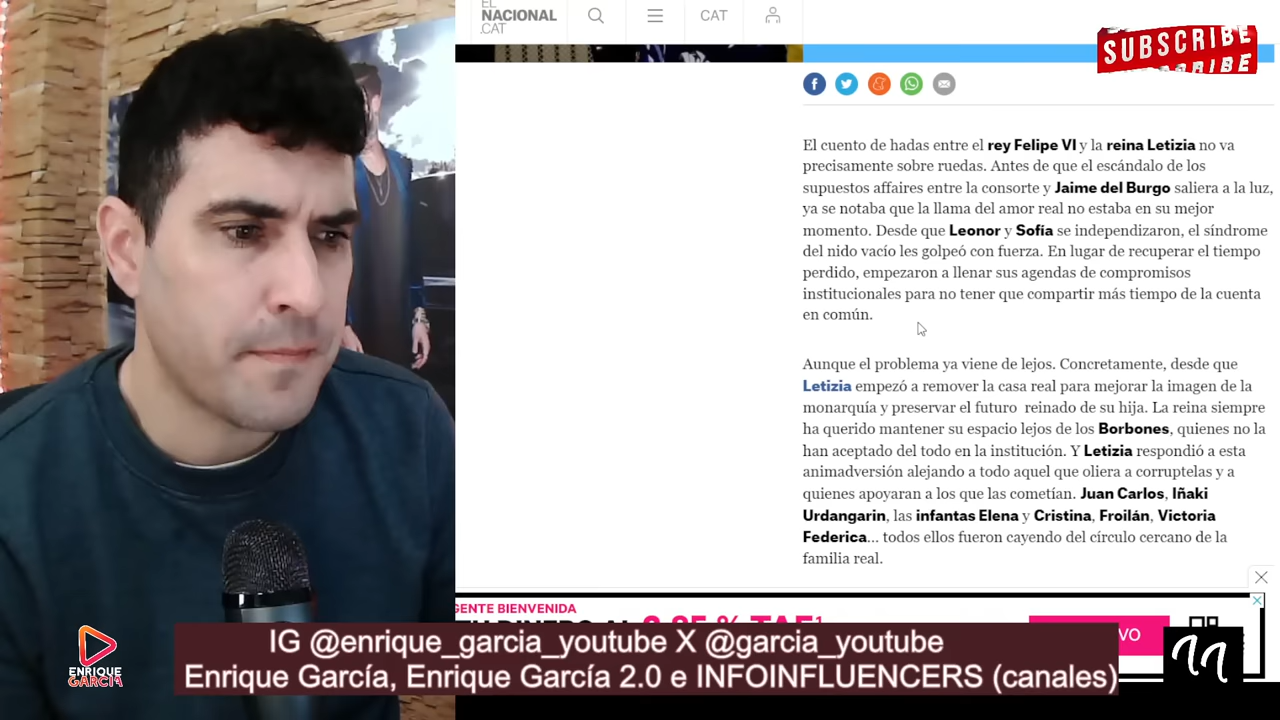 EL
NACIONAL
.CAT
CAT
SUBSCRIBE
El cuento de hadas entre el rey Felipe VI y la reina Letizia no va
precisamente sobre ruedas. Antes de que el escándalo de los
supuestos affaires entre la consorte y Jaime del Burgo saliera a la luz,
ya se notaba que la llama del amor real no estaba en su mejor
momento. Desde que Leonor y Sofía se independizaron, el síndrome
del nido vacío les golpeó con fuerza. En lugar de recuperar el tiempo
perdido, empezaron a llenar sus agendas de compromisos
institucionales para no tener que compartir más tiempo de la cuenta
en común.
Aunque el problema ya viene de lejos. Concretamente, desde que
Letizia empezó a remover la casa real para mejorar la imagen de la
monarquía y preservar el futuro reinado de su hija. La reina siempre
ha querido mantener su espacio lejos de los Borbones, quienes no la
han aceptado del todo en la institución. Y Letizia respondió a esta
animadversión alejando a todo aquel que oliera a corruptelas y a
quienes apoyaran a los que las cometían. Juan Carlos, Iñaki
Urdangarin, las infantas Elena y Cristina, Froilán, Victoria
Federica... todos ellos fueron cayendo del círculo cercano de la
familia real.
BIENVENIDA
IG @enrique_garcia_youtube X @garcia_youtube
Enrique García, Enrique García 2.0 e INFOINFLUENCERS (canales)
ENRIQUE
GARCÍA